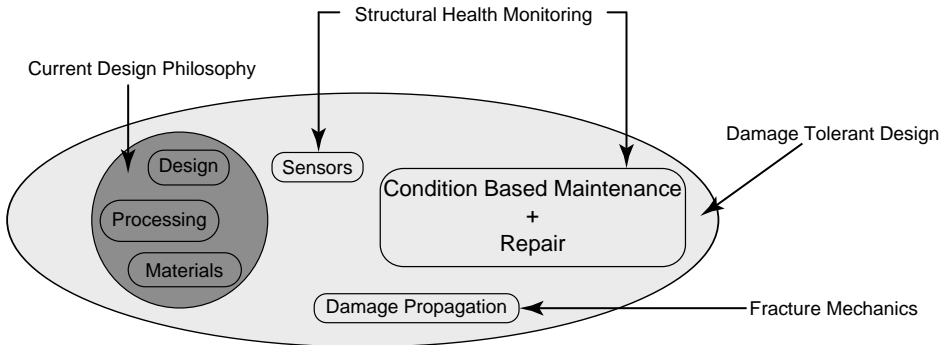 Structural Health Monitoring
Current Design Philosophy
Damage Tolerant Design
Design
Sensors
Condition Based Maintenance
+
Repair
Processing
Materials
Damage Propagation
Fracture Mechanics